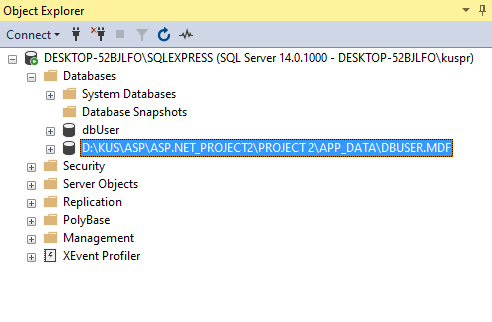 Object Explorer
Connect
DESKTOP-52BJLFO\SQLEXPRESS (SQL Server 14.0.1000 - DESKTOP-52BJLFO\kuspr)
Databases
System Databases
Database Snapshots
dbUser
D:\KUS\ASP\ASP.NET_PROJECT2\PROJECT 2\APP_DATA\DBUSER.MDF
Security
Server Objects
Replication
PolyBase
Management
XEvent Profiler